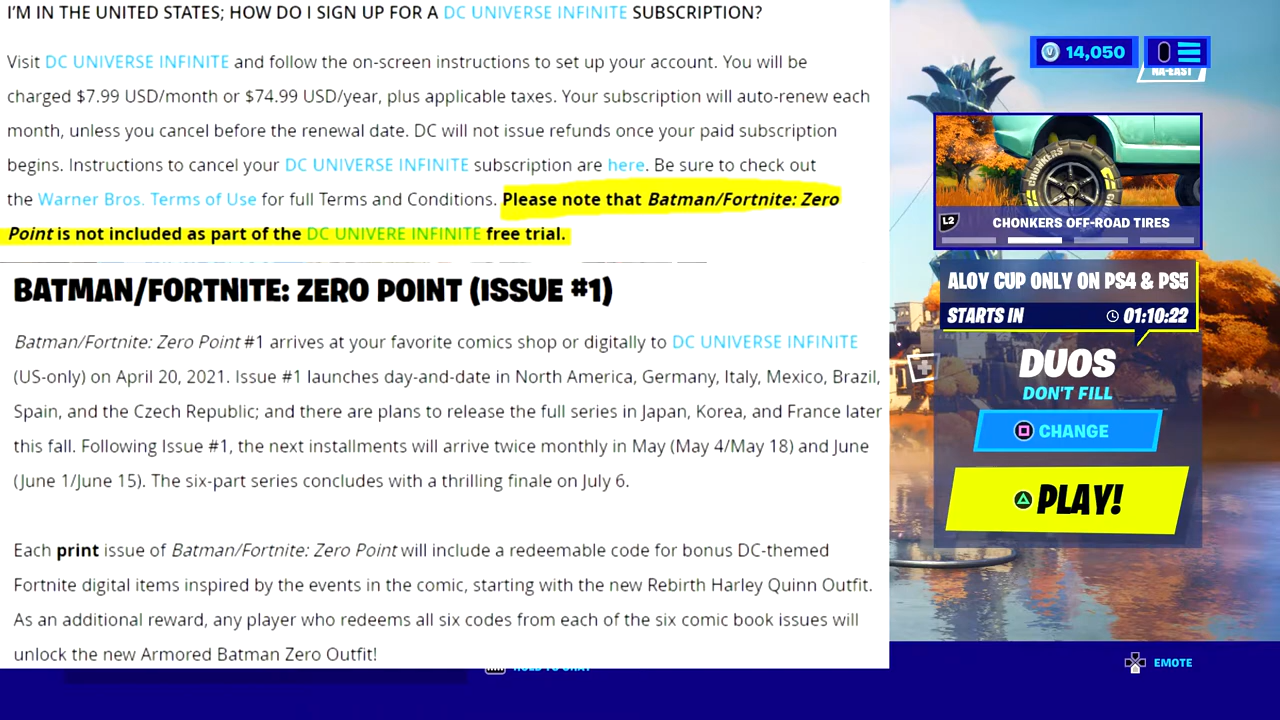 I'M IN THE UNITED STATES; HOW DO I SIGN UP FOR A DC UNIVERSE INFINITE SUBSCRIPTION?
Visit DC UNIVERSE INFINITE and follow the on-screen instructions to set up your account. You will be
charged $7.99 USD/month or $74.99 USD/year, plus applicable taxes. Your subscription will auto-renew each
month, unless you cancel before the renewal date. DC will not issue refunds once your paid subscription
begins. Instructions to cancel your DC UNIVERSE INFINITE subscription are here. Be sure to check out
the Warner Bros. Terms of Use for full Terms and Conditions. Please note that Batman/Fortnite: Zero
Point is not included as part of the DC UNIVERE INFINITE free trial.
BATMAN/FORTNITE: ZERO POINT (ISSUE #1)
Batman/Fortnite: Zero Point #1 arrives at your favorite comics shop or digitally to DC UNIVERSE INFINITE
(US-only) on April 20, 2021. Issue #1 launches day-and-date in North America, Germany, Italy, Mexico, Brazil,
Spain, and the Czech Republic; and there are plans to release the full series in Japan, Korea, and France later
this fall. Following Issue #1, the next installments will arrive twice monthly in May (May 4/May 18) and June
(June 1/June 15). The six-part series concludes with a thrilling finale on July 6.
Each print issue of Batman/Fortnite: Zero Point will include a redeemable code for bonus DC-themed
Fortnite digital items inspired by the events in the comic, starting with the new Rebirth Harley Quinn Outfit.
As an additional reward, any player who redeems all six codes from each of the six comic book issues will
unlock the new Armored Batman Zero Outfit!
HOLD TO CHAT
V 14,050
NA-EAST
CHONKERS
L2 CHONKERS OFF-ROAD TIRES
ALOY CUP ONLY ON PS4 & PS5
STARTS IN 01:10:22
DUOS
DON'T FILL
CHANGE
PLAY!
EMOTE